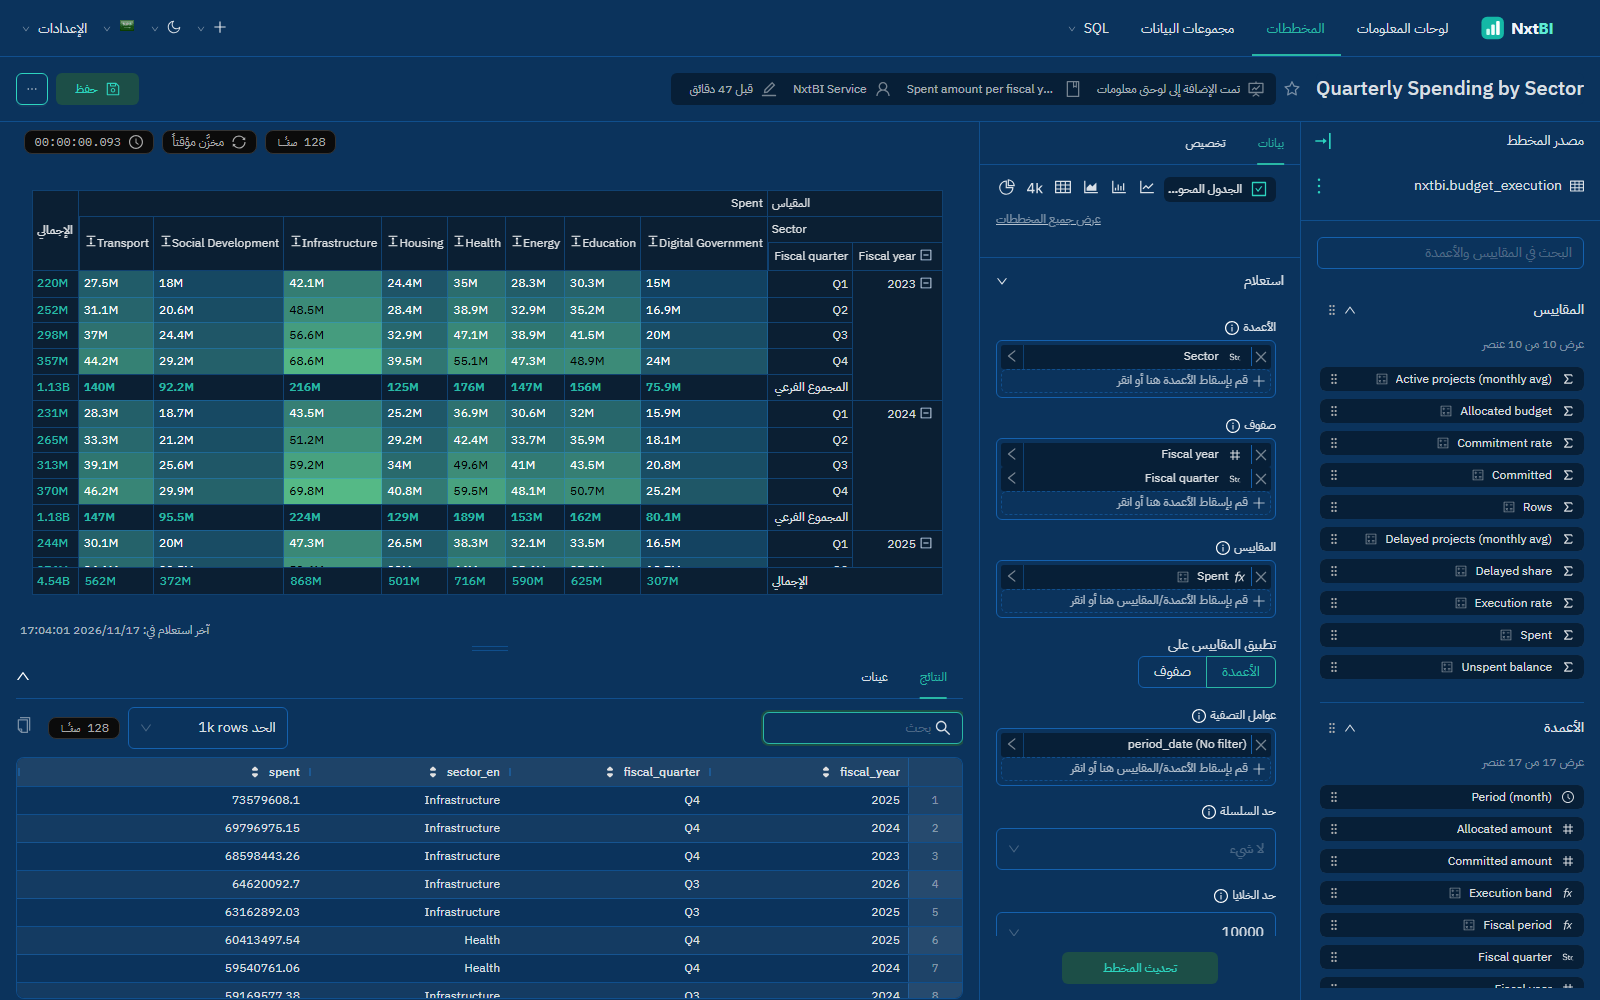 NxtBI
لوحات المعلومات
المخططات
مجموعات البيانات
SQL
الإعدادات
Quarterly Spending by Sector
تمت الإضافة إلى لوحتي معلومات
Spent amount per fiscal y...
NxtBI Service
قبل 47 دقائق
حفظ
...
مصدر المخطط
nxtbi.budget_execution
البحث في المقاييس والأعمدة
المقاييس
عرض 10 من 10 عنصر
Active projects (monthly avg)
Allocated budget
Commitment rate
Committed
Rows
Delayed projects (monthly avg)
Delayed share
Execution rate
Spent
Unspent balance
الأعمدة
عرض 17 من 17 عنصر
Period (month)
Allocated amount
Committed amount
Execution band
Fiscal period
Fiscal quarter
بيانات
تخصيص
الجدول المحو...
4k
عرض جميع المخططات
استعلام
الأعمدة
Sector
قم بإسقاط الأعمدة هنا أو انقر
صفوف
Fiscal year
Fiscal quarter
قم بإسقاط الأعمدة هنا أو انقر
المقاييس
Spent
قم بإسقاط الأعمدة/المقاييس هنا أو انقر
تطبيق المقاييس على
الأعمدة
صفوف
عوامل التصفية
period_date (No filter)
قم بإسقاط الأعمدة/المقاييس هنا أو انقر
حد السلسلة
لا شيء
حد الخلايا
10000
تحديث المخطط
128 صفًا
مخزّن مؤقتاً
00:00:00.093
المقياس Spent
Sector Digital Government Education Energy Health Housing Infrastructure Social Development Transport الإجمالي
Fiscal year Fiscal quarter
2023 Q1 15M 30.3M 28.3M 35M 24.4M 42.1M 18M 27.5M 220M
Q2 16.9M 35.2M 32.9M 38.9M 28.4M 48.5M 20.6M 31.1M 252M
Q3 20M 41.5M 38.9M 47.1M 32.9M 56.6M 24.4M 37M 298M
Q4 24M 48.9M 47.3M 55.1M 39.5M 68.6M 29.2M 44.2M 357M
المجموع الفرعي 75.9M 156M 147M 176M 125M 216M 92.2M 140M 1.13B
2024 Q1 15.9M 32M 30.6M 36.9M 25.2M 43.5M 18.7M 28.3M 231M
Q2 18.1M 35.9M 33.7M 42.4M 29.2M 51.2M 21.2M 33.3M 265M
Q3 20.8M 43.5M 41M 49.6M 34M 59.2M 25.6M 39.1M 313M
Q4 25.2M 50.7M 48.1M 59.5M 40.8M 69.8M 29.9M 46.2M 370M
المجموع الفرعي 80.1M 162M 153M 189M 129M 224M 95.5M 147M 1.18B
2025 Q1 16.5M 33.5M 32.1M 38.3M 26.5M 47.3M 20M 30.1M 244M
الإجمالي 307M 625M 590M 716M 501M 868M 372M 562M 4.54B
آخر استعلام في: 2026/11/17 17:04:01
النتائج
عينات
بحث
الحد 1k rows
128 صفًا
fiscal_year fiscal_quarter sector_en spent
1 2025 Q4 Infrastructure 73579608.1
2 2024 Q4 Infrastructure 69796975.15
3 2023 Q4 Infrastructure 68598443.26
4 2026 Q3 Infrastructure 64620092.7
5 2025 Q3 Infrastructure 63162892.03
6 2025 Q4 Health 60413497.54
7 2024 Q4 Health 59540761.06
8 2024 Q3 Infrastructure 59169577.38